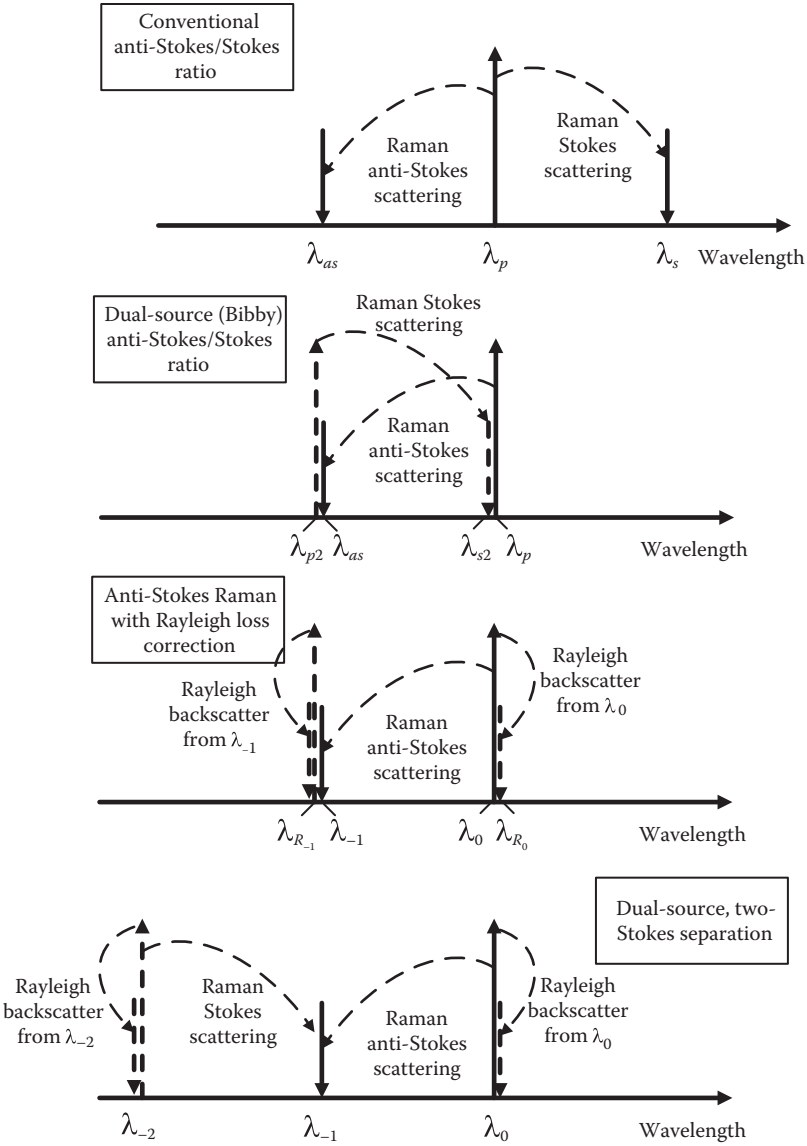 Conventional
anti-Stokes/Stokes
ratio
Raman
anti-Stokes
scattering
Raman
Stokes
scattering
λas
λp
λs
Wavelength
Dual-source (Bibby)
anti-Stokes/Stokes
ratio
Raman Stokes
scattering
Raman
anti-Stokes
scattering
λp2
λas
λs2
λp
Wavelength
Anti-Stokes Raman
with Rayleigh loss
correction
Rayleigh
backscatter
from λ−1
Raman
anti-Stokes
scattering
Rayleigh
backscatter
from λ0
λR−1
λ−1
λ0
λR0
Wavelength
Dual-source, two-
Stokes separation
Rayleigh
backscatter
from λ−2
Raman
Stokes
scattering
Raman
anti-Stokes
scattering
Rayleigh
backscatter
from λ0
λ−2
λ−1
λ0
Wavelength